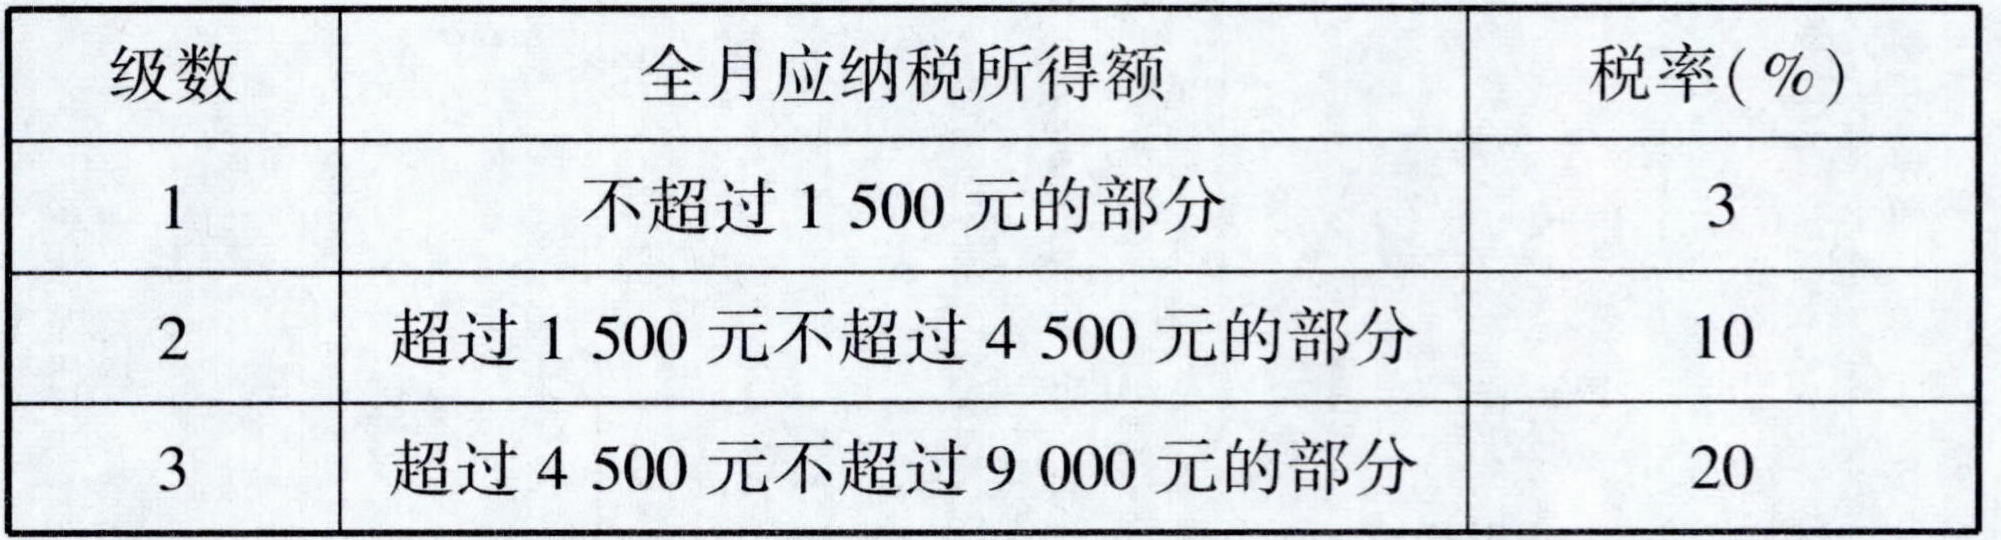 级数 全月应纳税所得额 税率(%)
1 不超过 1 500 元的部分 3
2 超过 1 500 元不超过 4 500 元的部分 10
3 超过 4 500 元不超过 9 000 元的部分 20